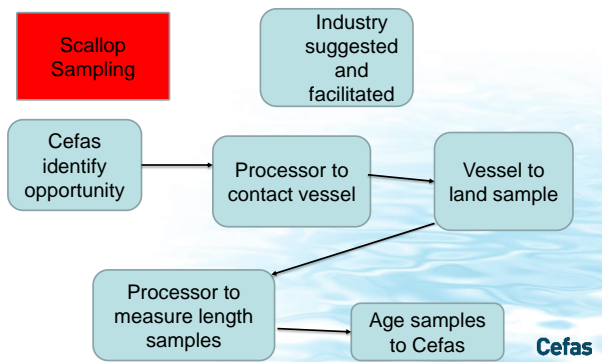 Scallop
Sampling
Industry
suggested
and
facilitated
Cefas
identify
opportunity
Processor to
contact vessel
Vessel to
land sample
Processor to
measure length
samples
Age samples
to Cefas
Cefas